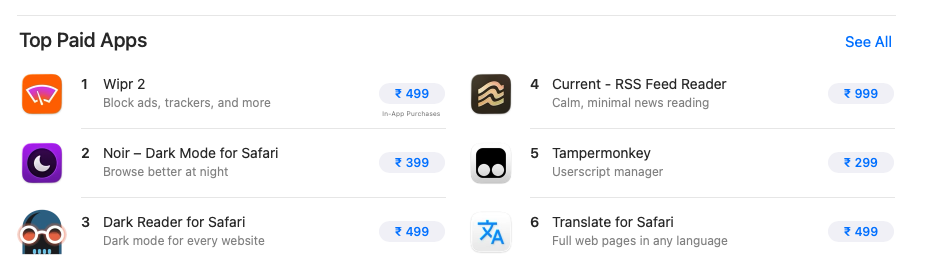 Top Paid Apps
See All
1 Wipr 2
Block ads, trackers, and more
₹ 499
In-App Purchases
2 Noir – Dark Mode for Safari
Browse better at night
₹ 399
3 Dark Reader for Safari
Dark mode for every website
₹ 499
4 Current - RSS Feed Reader
Calm, minimal news reading
₹ 999
5 Tampermonkey
Userscript manager
₹ 299
6 Translate for Safari
Full web pages in any language
₹ 499